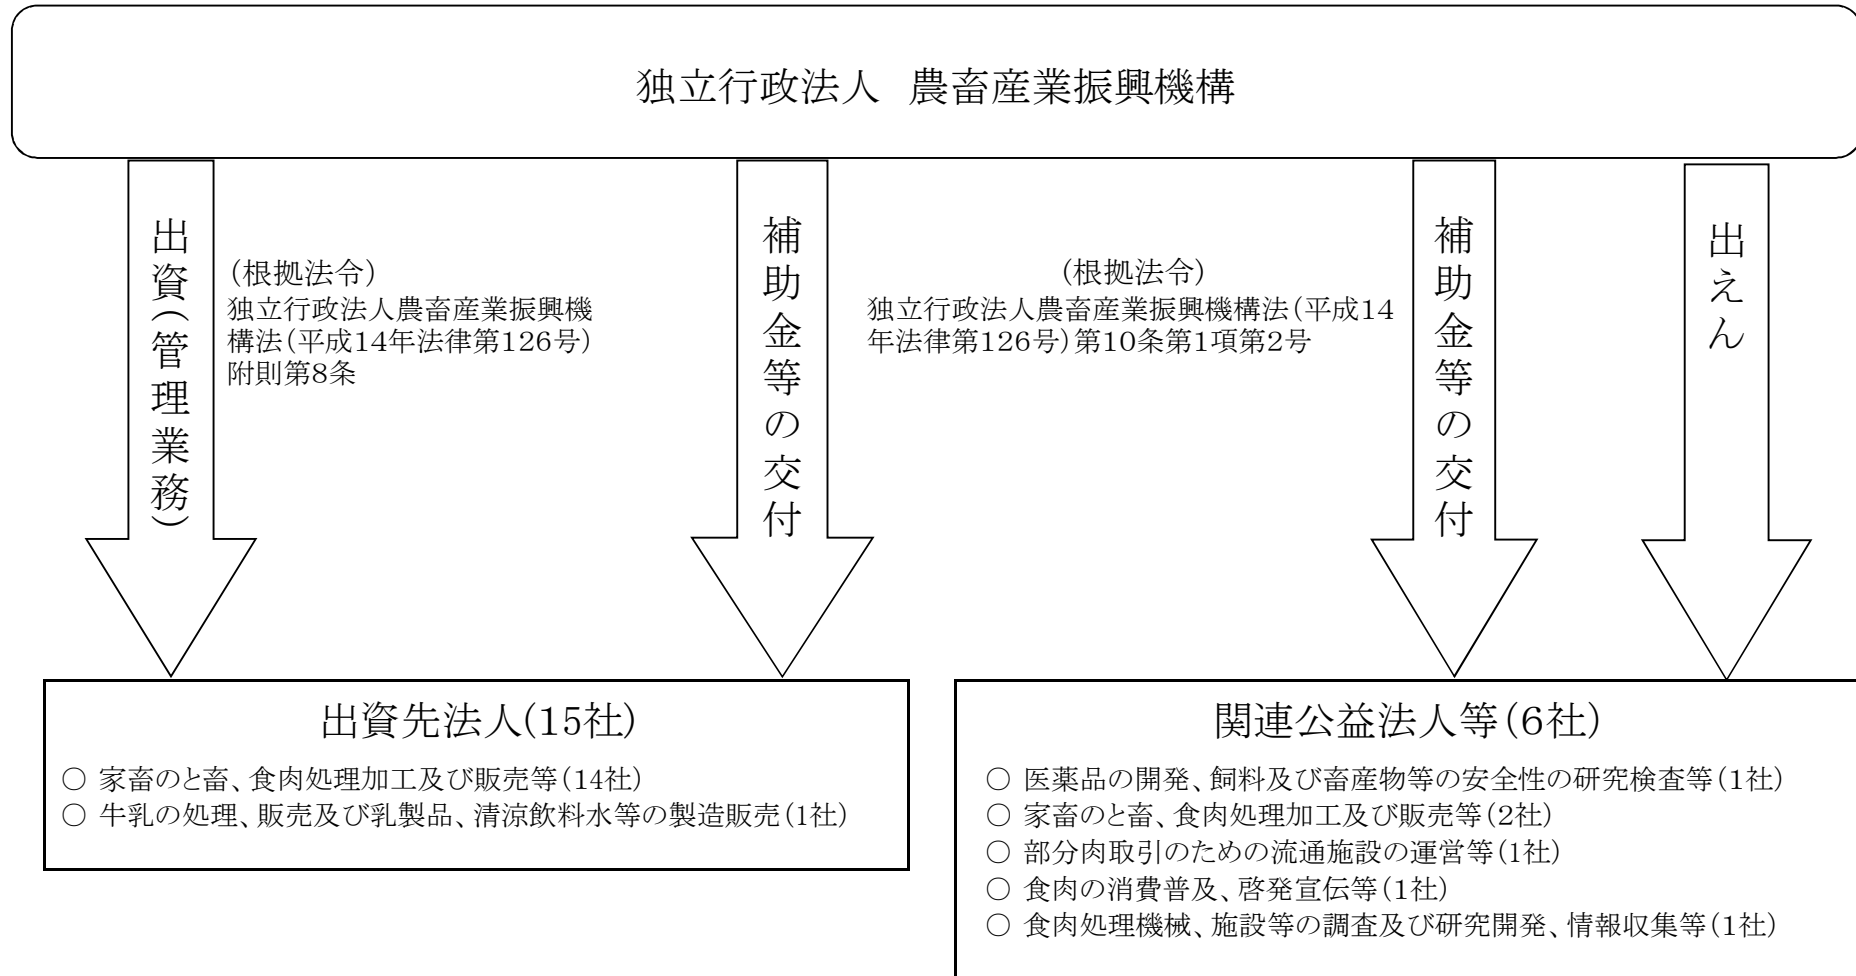 独立行政法人　農畜産業振興機構
出資(管理業務)
(根拠法令)
独立行政法人農畜産業振興機
構法(平成14年法律第126号)
附則第8条
補助金等の交付
(根拠法令)
独立行政法人農畜産業振興機構法(平成14
年法律第126号)第10条第1項第2号
補助金等の交付
出えん
出資先法人(15社)
○ 家畜のと畜、食肉処理加工及び販売等(14社)
○ 牛乳の処理、販売及び乳製品、清涼飲料水等の製造販売(1社)
関連公益法人等(6社)
○ 医薬品の開発、飼料及び畜産物等の安全性の研究検査等(1社)
○ 家畜のと畜、食肉処理加工及び販売等(2社)
○ 部分肉取引のための流通施設の運営等(1社)
○ 食肉の消費普及、啓発宣伝等(1社)
○ 食肉処理機械、施設等の調査及び研究開発、情報収集等(1社)